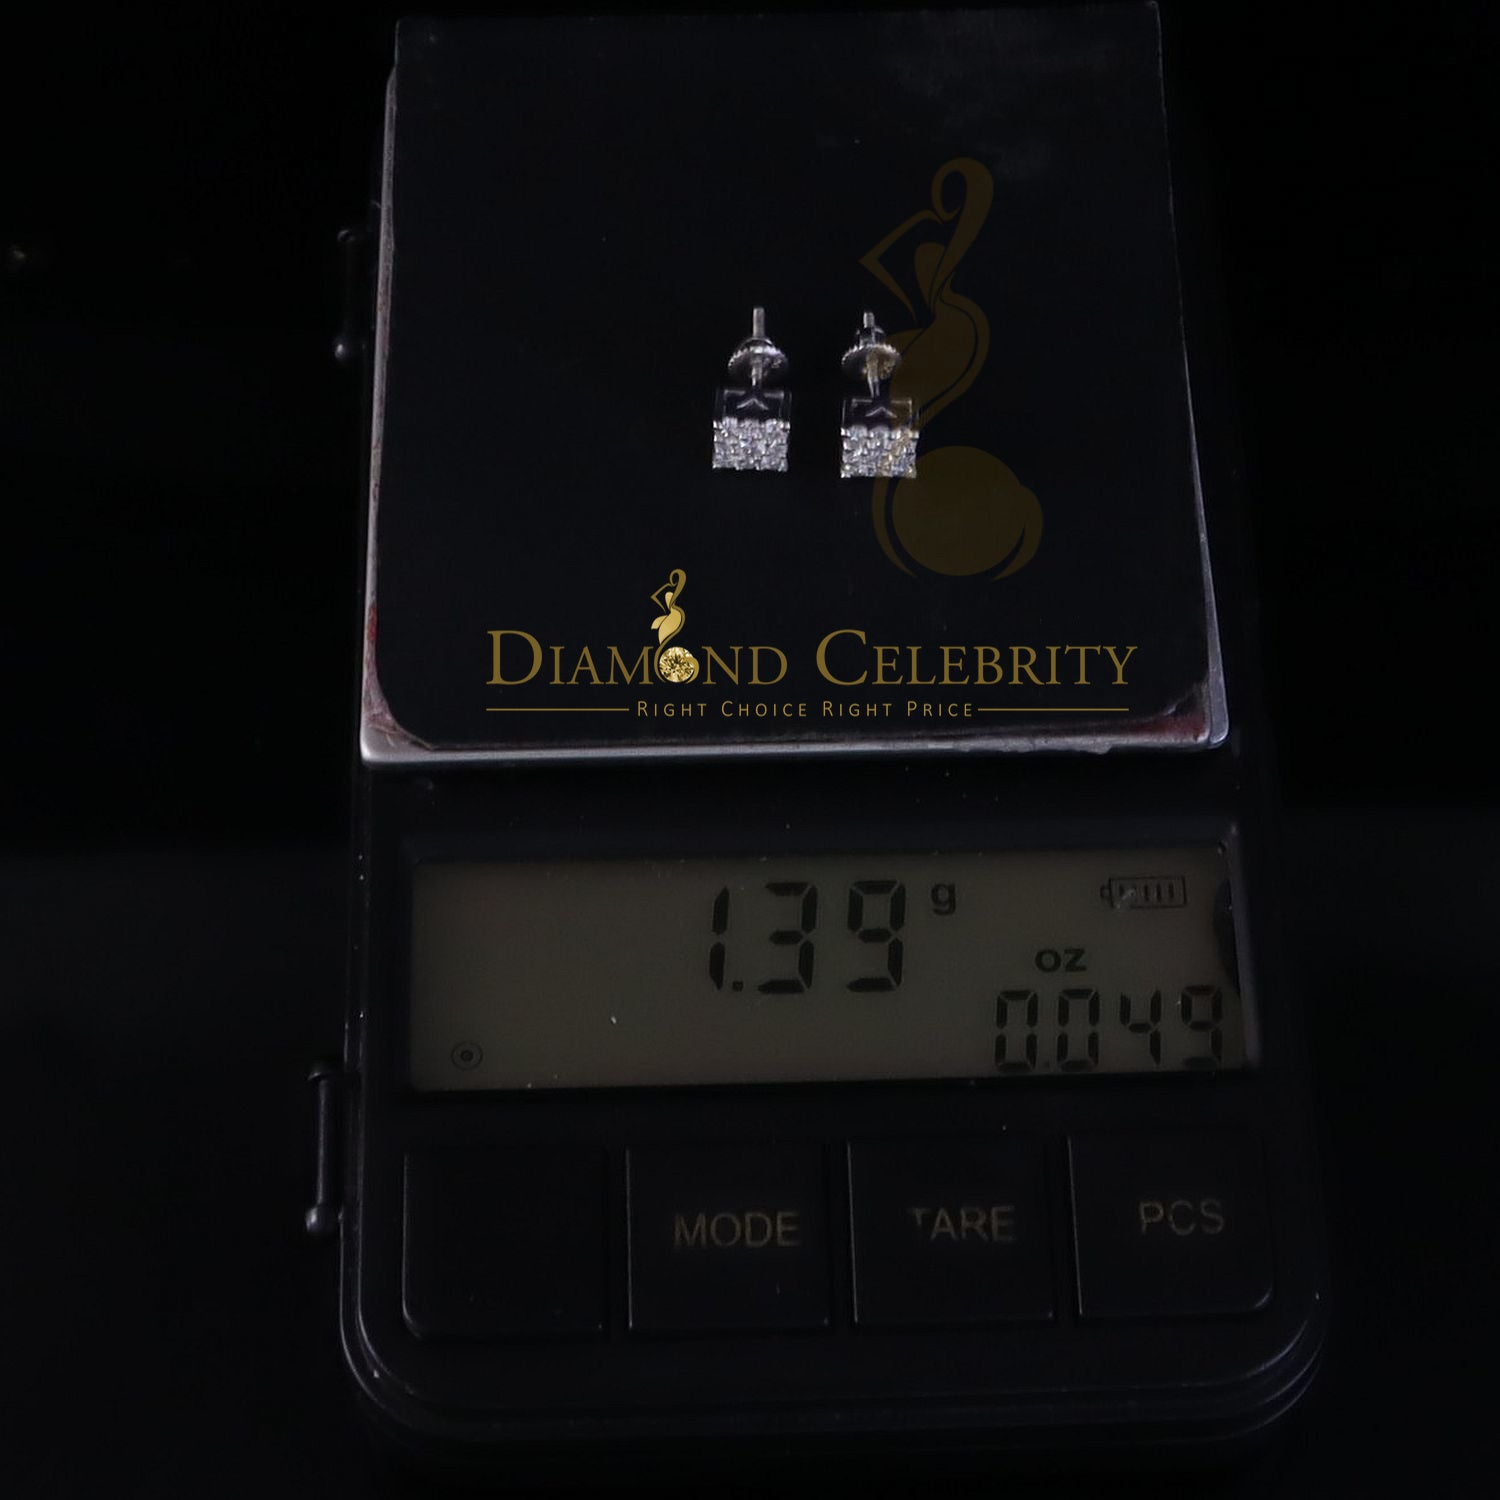 DIAMOND CELEBRITY
RIGHT CHOICE RIGHT PRICE
1.39 g
oz
0.049
MODE TARE PCS